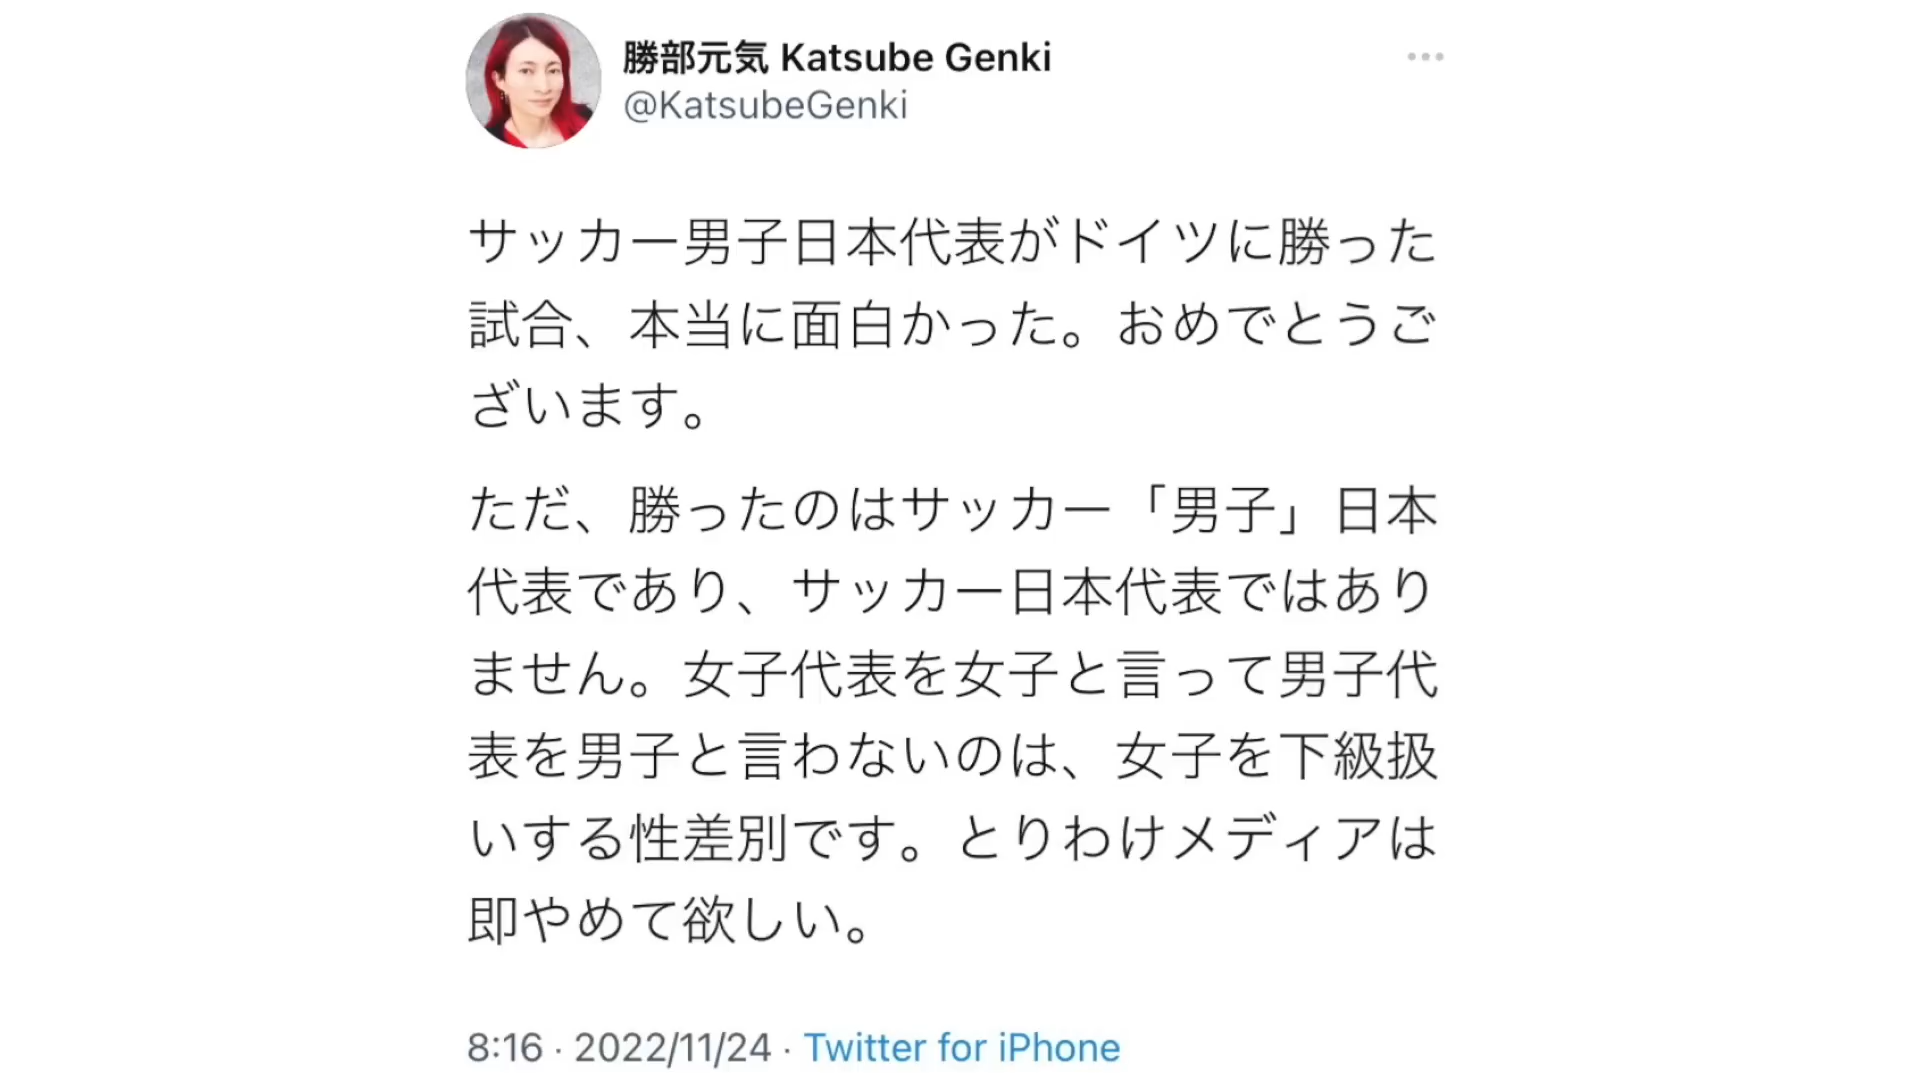 勝部元気 Katsube Genki
@KatsubeGenki
サッカー男子日本代表がドイツに勝った
試合、本当に面白かった。おめでとうご
ざいます。
ただ、勝ったのはサッカー「男子」日本
代表であり、サッカー日本代表ではあり
ません。女子代表を女子と言って男子代
表を男子と言わないのは、女子を下級扱
いする性差別です。とりわけメディアは
即やめて欲しい。
8:16 · 2022/11/24 · Twitter for iPhone